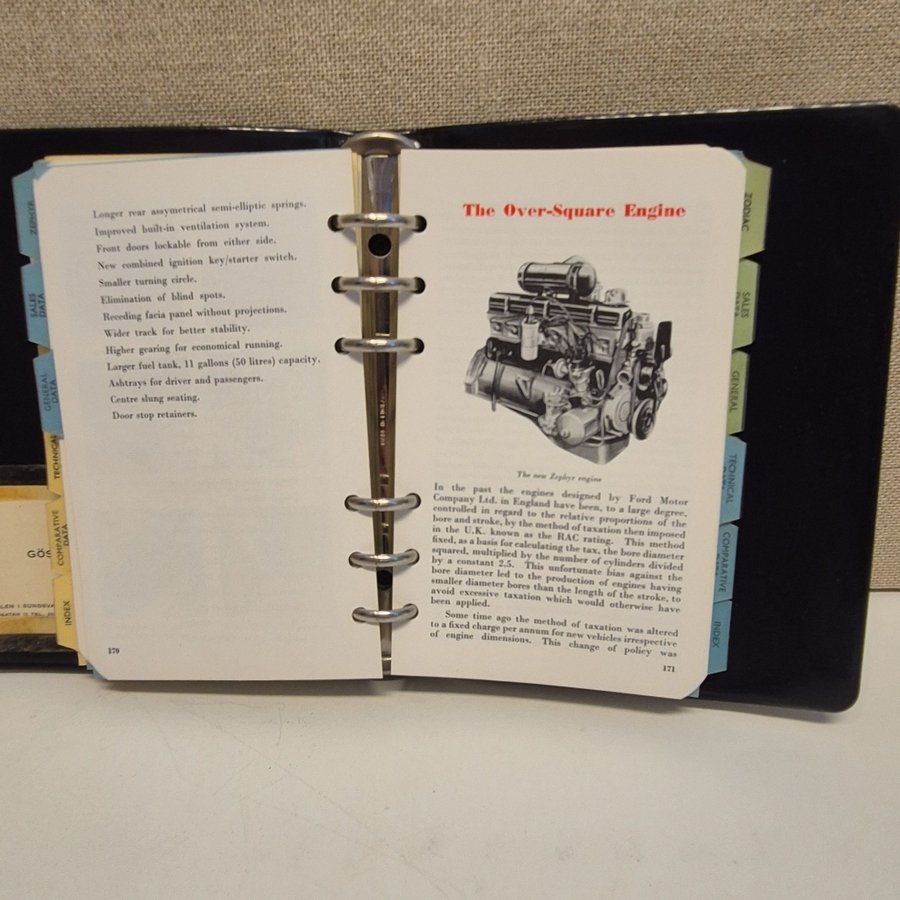 Longer rear assymetrical semi-elliptic springs.
Improved built-in ventilation system.
Front doors lockable from either side.
New combined ignition key/starter switch.
Smaller turning circle.
Elimination of blind spots.
Receding facia panel without projections.
Wider track for better stability.
Higher gearing for economical running.
Larger fuel tank, 11 gallons (50 litres) capacity.
Ashtrays for driver and passengers.
Centre slung seating.
Door stop retainers.
170
ZEPHYR
SALES
DATA
GENERAL
DATA
TECHNICAL
COMPARATIVE
DATA
INDEX
The Over-Square Engine
The new Zephyr engine
In the past the engines designed by Ford Motor
Company Ltd. in England have been, to a large degree,
controlled in regard to the relative proportions of the
bore and stroke, by the method of taxation then imposed
in the U.K. known as the RAC rating. This method
fixed, as a basis for calculating the tax, the bore diameter
squared, multiplied by the number of cylinders divided
by a constant 2.5. This unfortunate bias against the
bore diameter led to the production of engines having
smaller diameter bores than the length of the stroke, to
avoid excessive taxation which would otherwise have
been applied.
Some time ago the method of taxation was altered
to a fixed charge per annum for new vehicles irrespective
of engine dimensions. This change of policy was
171
ZODIAC
SALES
DATA
GENERAL
TECHNICAL
COMPARATIVE
INDEX